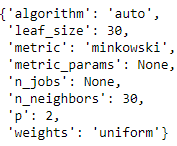 {'algorithm': 'auto',
'leaf_size': 30,
'metric': 'minkowski',
'metric_params': None,
'n_jobs': None,
'n_neighbors': 30,
'p': 2,
'weights': 'uniform'}